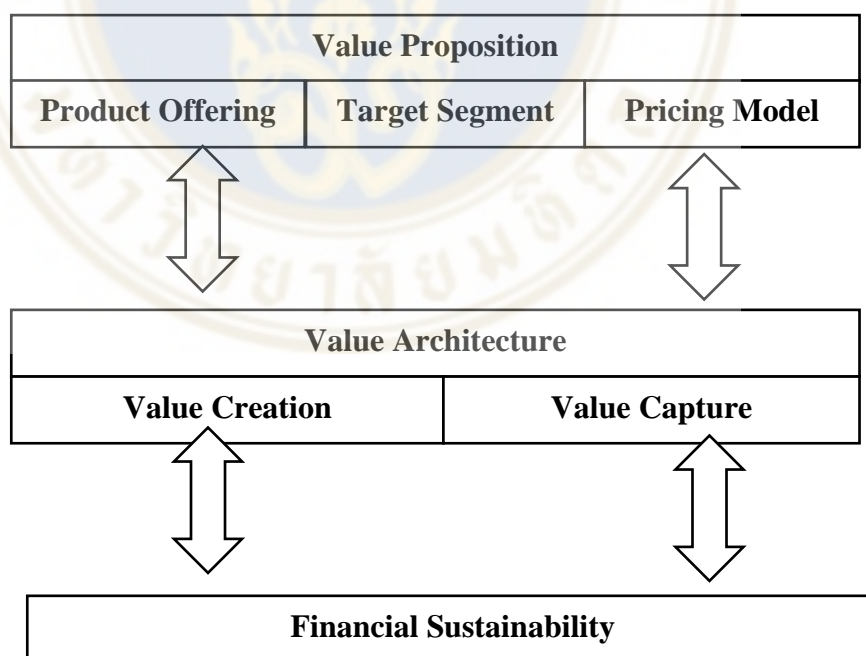 Value Proposition
Product Offering Target Segment Pricing Model
Value Architecture
Value Creation Value Capture
Financial Sustainability